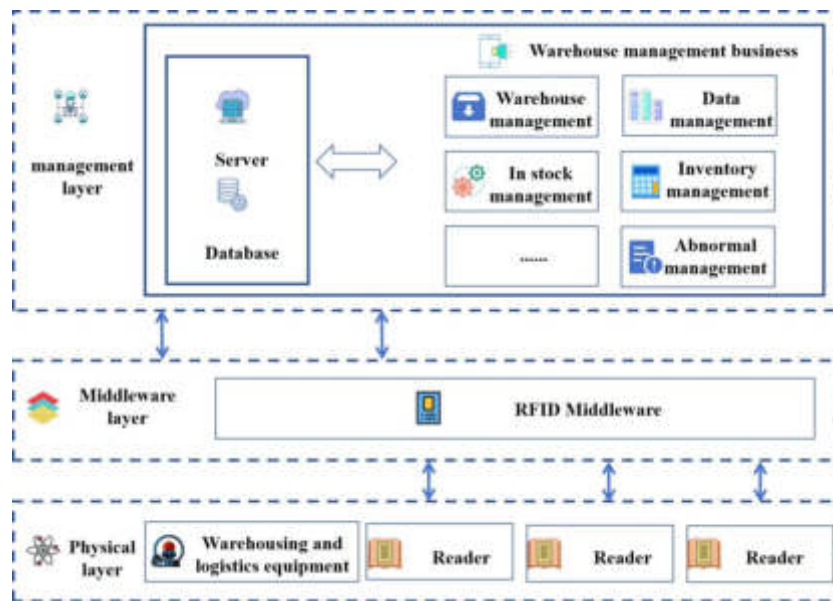 Warehouse management business
management
layer
Server
Database
Warehouse
management
Data
management
In stock
management
Inventory
management
......
Abnormal
management
Middleware
layer
RFID Middleware
Physical
layer
Warehousing and
logistics equipment
Reader
Reader
Reader